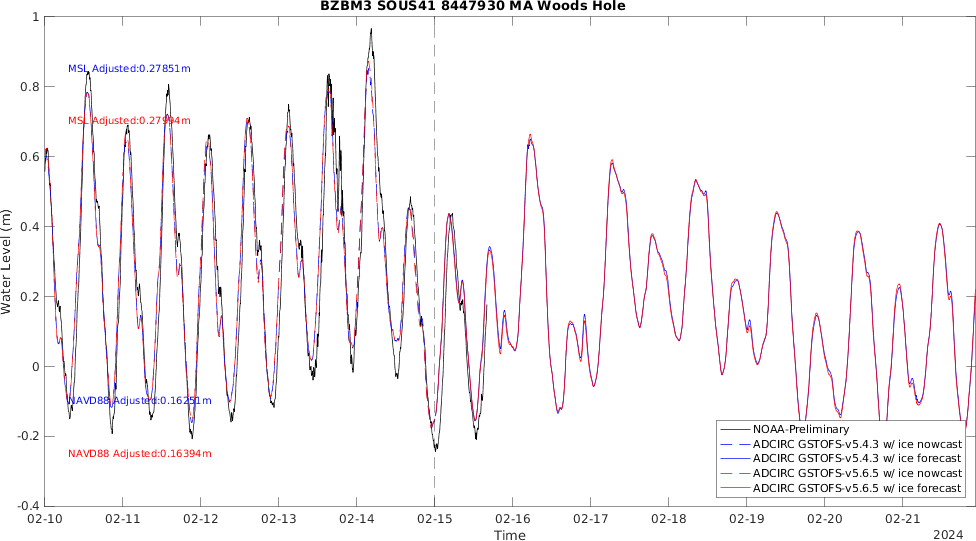 BZBM3 SOUS41 8447930 MA Woods Hole
1
0.8
0.6
0.4
0.2
0
-0.2
-0.4
Water Level (m)
MSL Adjusted:0.27851m
MSL Adjusted:0.27994m
NAVD88 Adjusted:0.16251m
NAVD88 Adjusted:0.16394m
NOAA-Preliminary
ADCIRC GSTOFS-v5.4.3 w/ ice nowcast
ADCIRC GSTOFS-v5.4.3 w/ ice forecast
ADCIRC GSTOFS-v5.6.5 w/ ice nowcast
ADCIRC GSTOFS-v5.6.5 w/ ice forecast
02-10 02-11 02-12 02-13 02-14 02-15 02-16 02-17 02-18 02-19 02-20 02-21
Time
2024